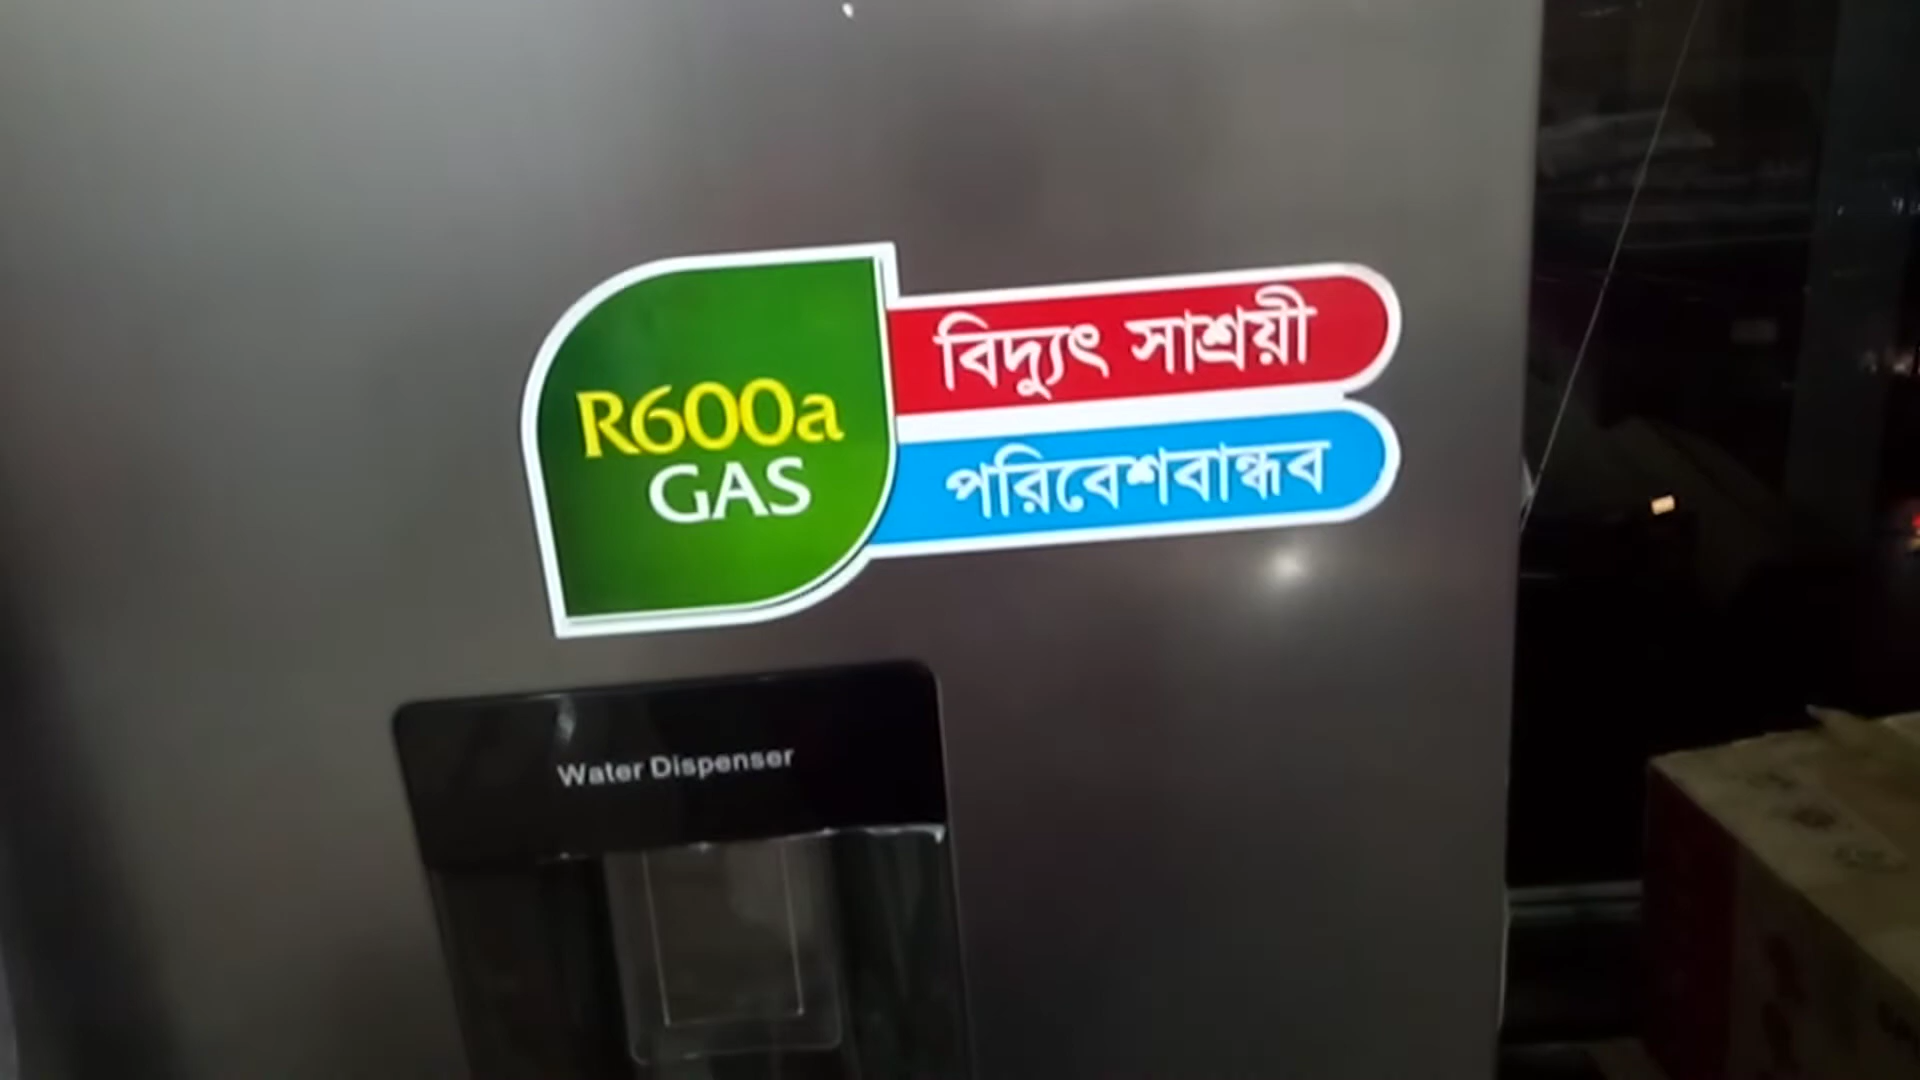 R600a
GAS
বিদ্যুৎ সাশ্রয়ী
পরিবেশবান্ধব
Water Dispenser